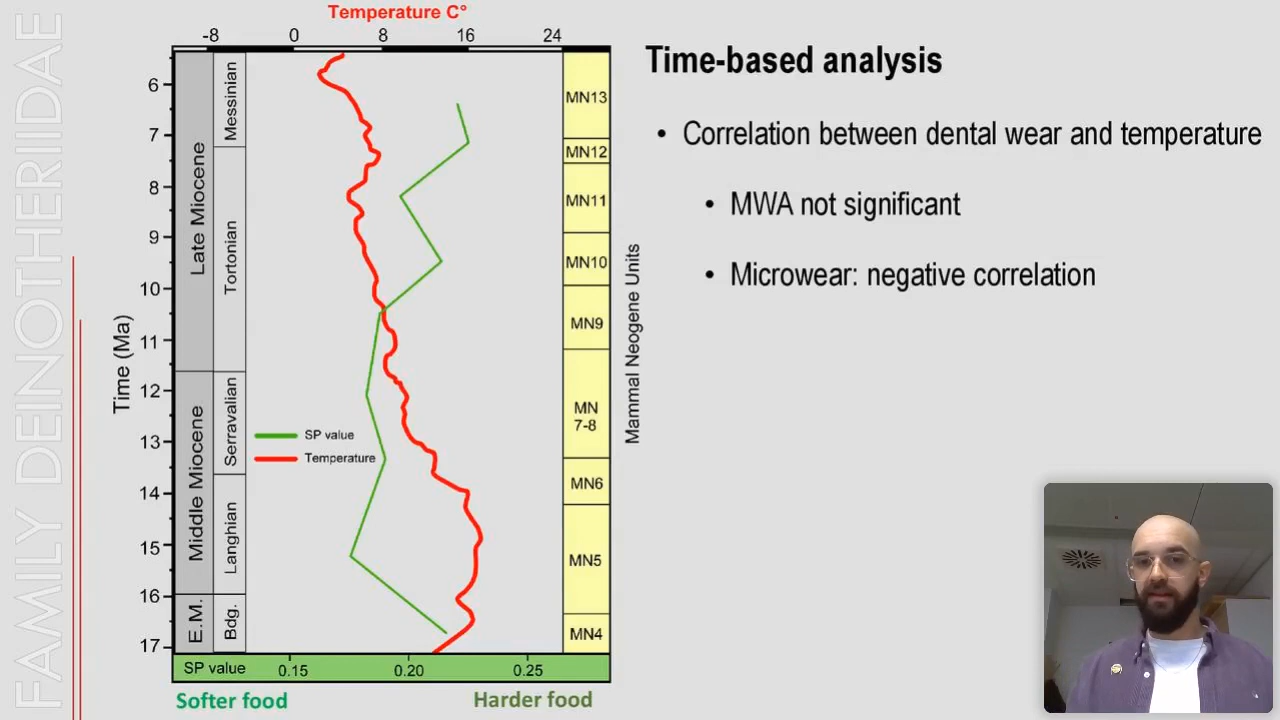 FAMILY DEINOTHERIIDAE
Temperature C°
-8 0 8 16 24
Time (Ma)
6
7
8
9
10
11
12
13
14
15
16
17
Late Miocene
Middle Miocene
E.M.
Messinian
Tortonian
Serravalian
Langhian
Bdg.
SP value
Temperature
MN13
MN12
MN11
MN10
MN9
MN
7-8
MN6
MN5
MN4
Mammal Neogene Units
SP value 0.15 0.20 0.25
Softer food Harder food
Time-based analysis
• Correlation between dental wear and temperature
• MWA not significant
• Microwear: negative correlation